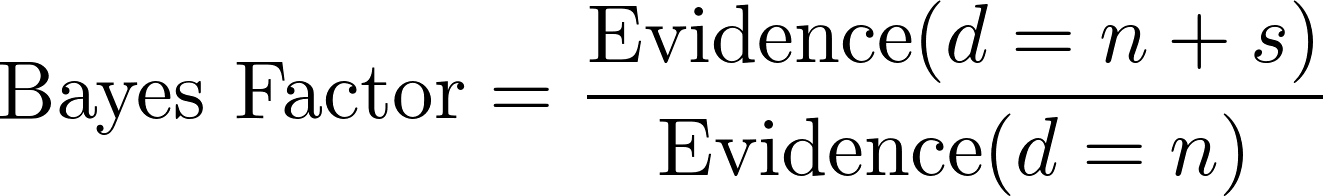 Bayes Factor = Evidence(d = n + s)
Evidence(d = n)